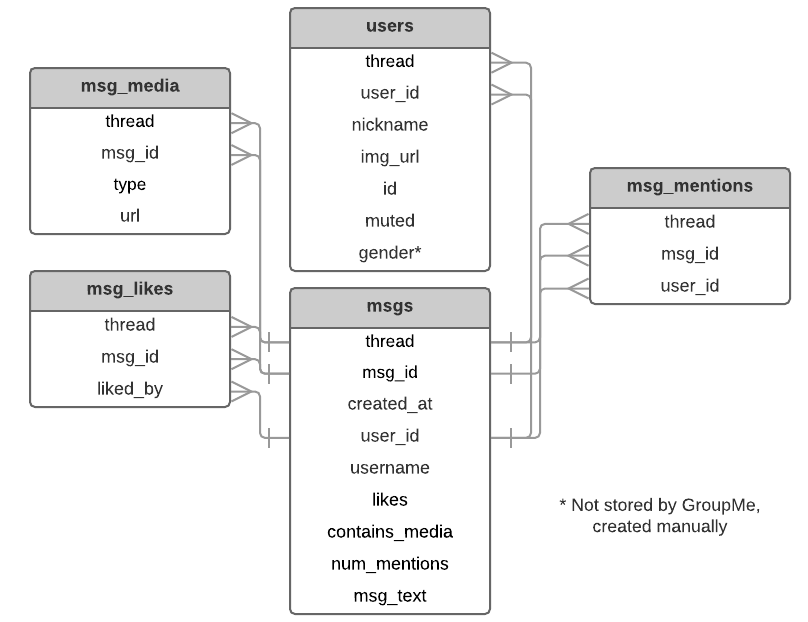 users
thread
user_id
nickname
img_url
id
muted
gender*
msg_media
thread
msg_id
type
url
msg_mentions
thread
msg_id
user_id
msg_likes
thread
msg_id
liked_by
msgs
thread
msg_id
created_at
user_id
username
likes
contains_media
num_mentions
msg_text
* Not stored by GroupMe,
created manually